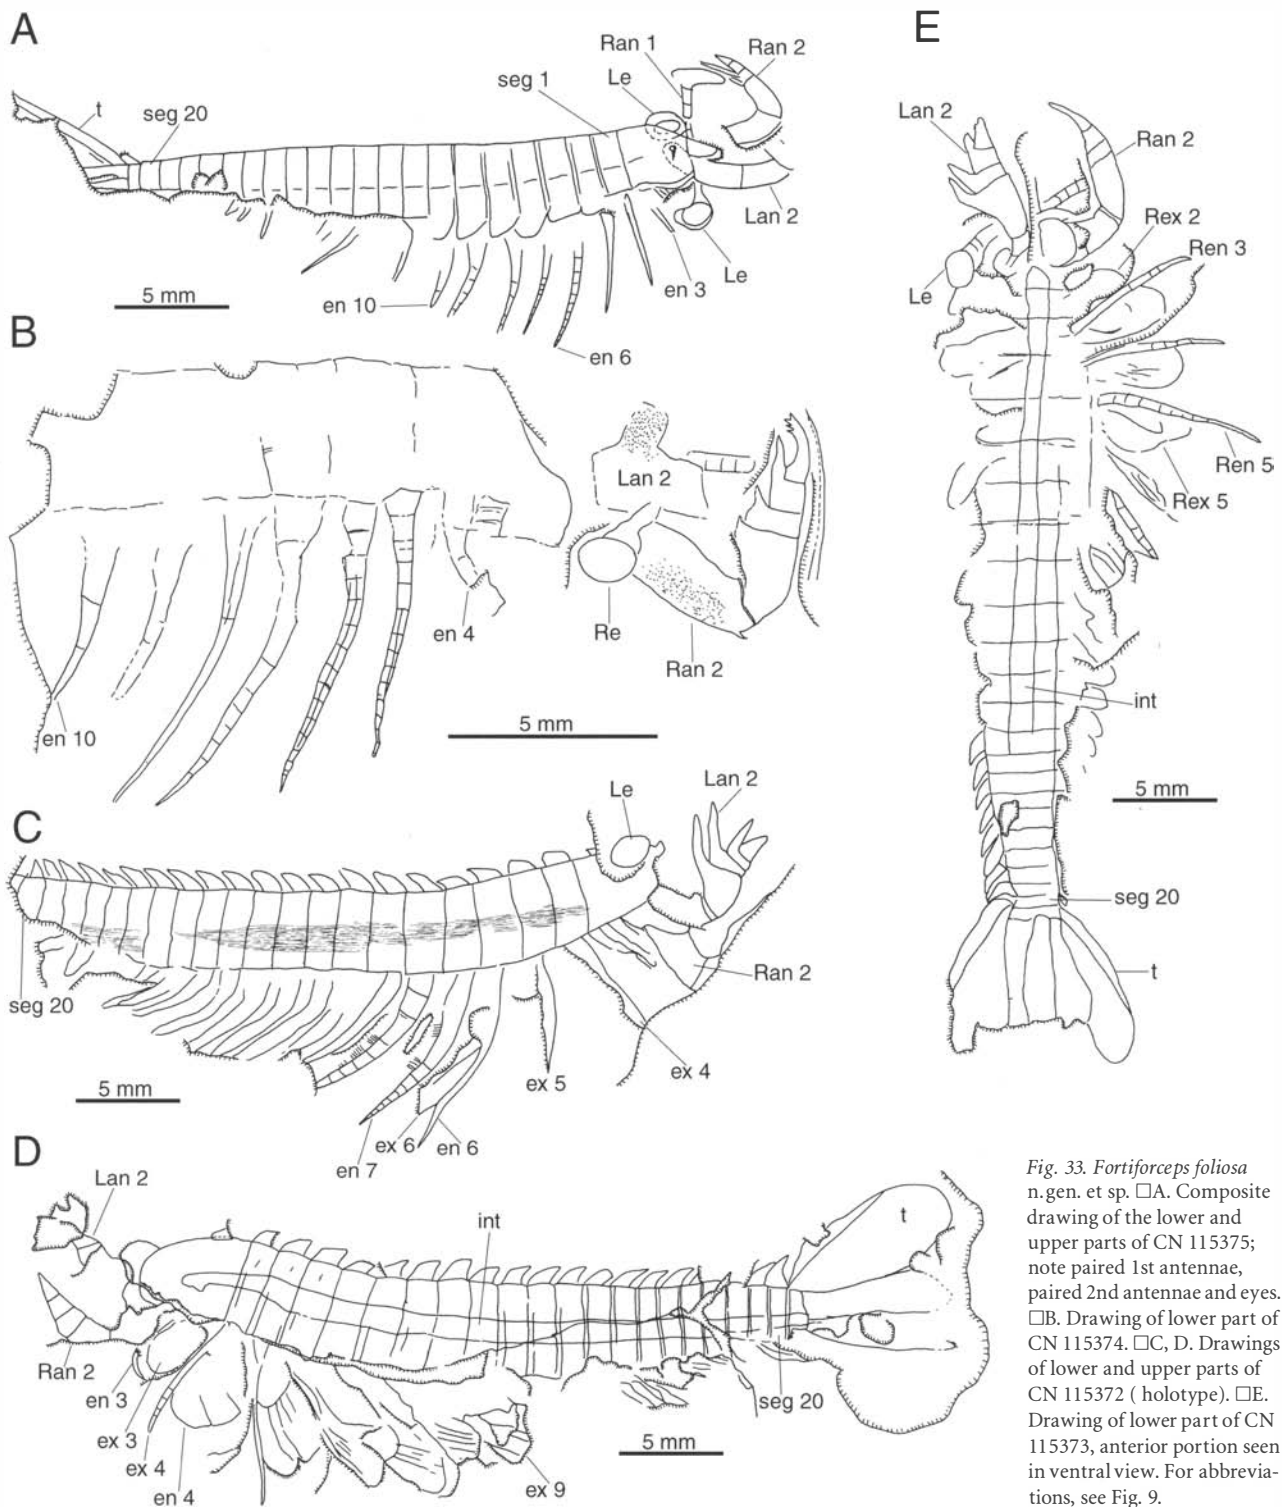 A
Ran 1
Ran 2
Le
seg 1
t
seg 20
Lan 2
Le
en 3
en 10
5 mm
en 6
B
Lan 2
en 4
Re
Ran 2
en 10
5 mm
C
Le
Lan 2
Ran 2
seg 20
ex 4
ex 5
5 mm
ex 6
en 6
en 7
D
Lan 2
int
t
Ran 2
en 3
seg 20
ex 3
5 mm
ex 4
ex 9
en 4
E
Lan 2
Ran 2
Rex 2
Ren 3
Le
Ren 5
Rex 5
int
5 mm
seg 20
t
Fig. 33. Fortiforceps foliosa
n.gen. et sp. □A. Composite
drawing of the lower and
upper parts of CN 115375;
note paired 1st antennae,
paired 2nd antennae and eyes.
□B. Drawing of lower part of
CN 115374. □C, D. Drawings
of lower and upper parts of
CN 115372 ( holotype). □E.
Drawing of lower part of CN
115373, anterior portion seen
in ventral view. For abbrevia-
tions, see Fig. 9.